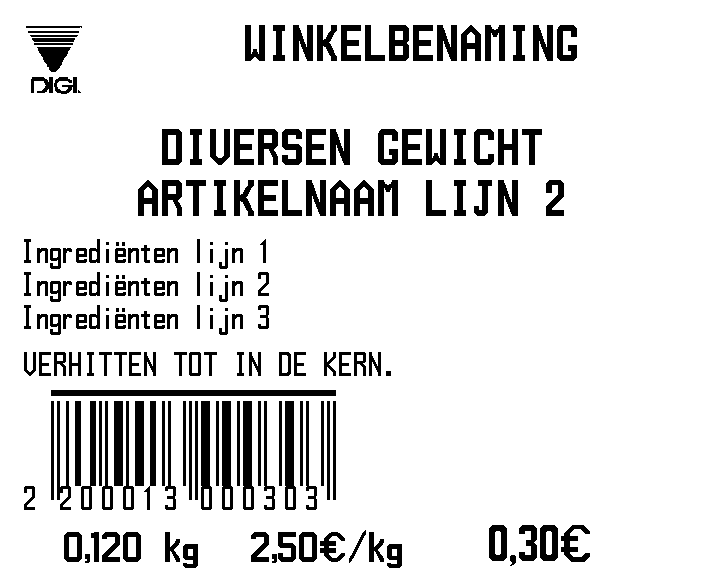 DIGI.
WINKELBENAMING
DIVERSEN GEWICHT
ARTIKELNAAM LIJN 2
Ingrediënten lijn 1
Ingrediënten lijn 2
Ingrediënten lijn 3
VERHITTEN TOT IN DE KERN.
2 200013 000303
0,120 kg 2,50€/kg 0,30€